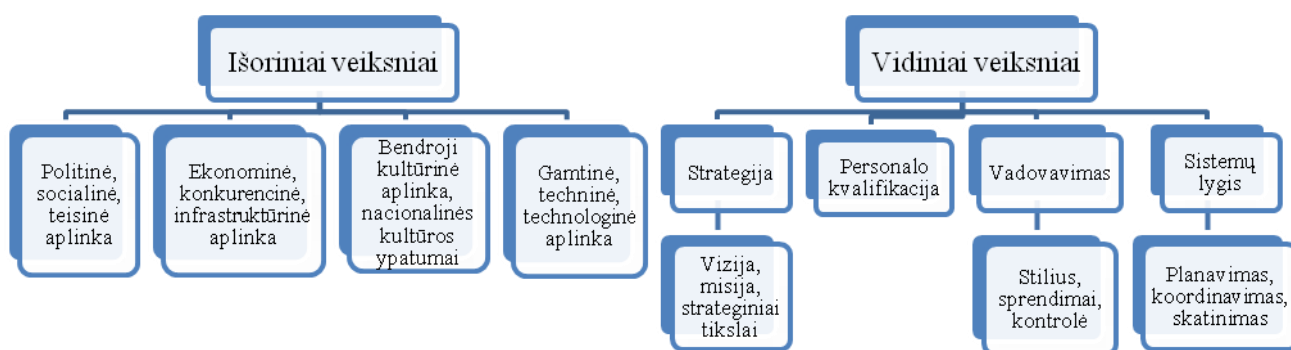 Išoriniai veiksniai
Politinė,
socialinė,
teisinė
aplinka
Ekonominė,
konkurencinė,
infrastruktūrinė
aplinka
Bendroji
kultūrinė
aplinka,
nacionalinės
kultūros
ypatumai
Gamtinė,
techninė,
technologinė
aplinka
Vidiniai veiksniai
Strategija
Vizija,
misija,
strateginiai
tikslai
Personalo
kvalifikacija
Vadovavimas
Stilius,
sprendimai,
kontrolė
Sistemų
lygis
Planavimas,
koordinavimas,
skatinimas